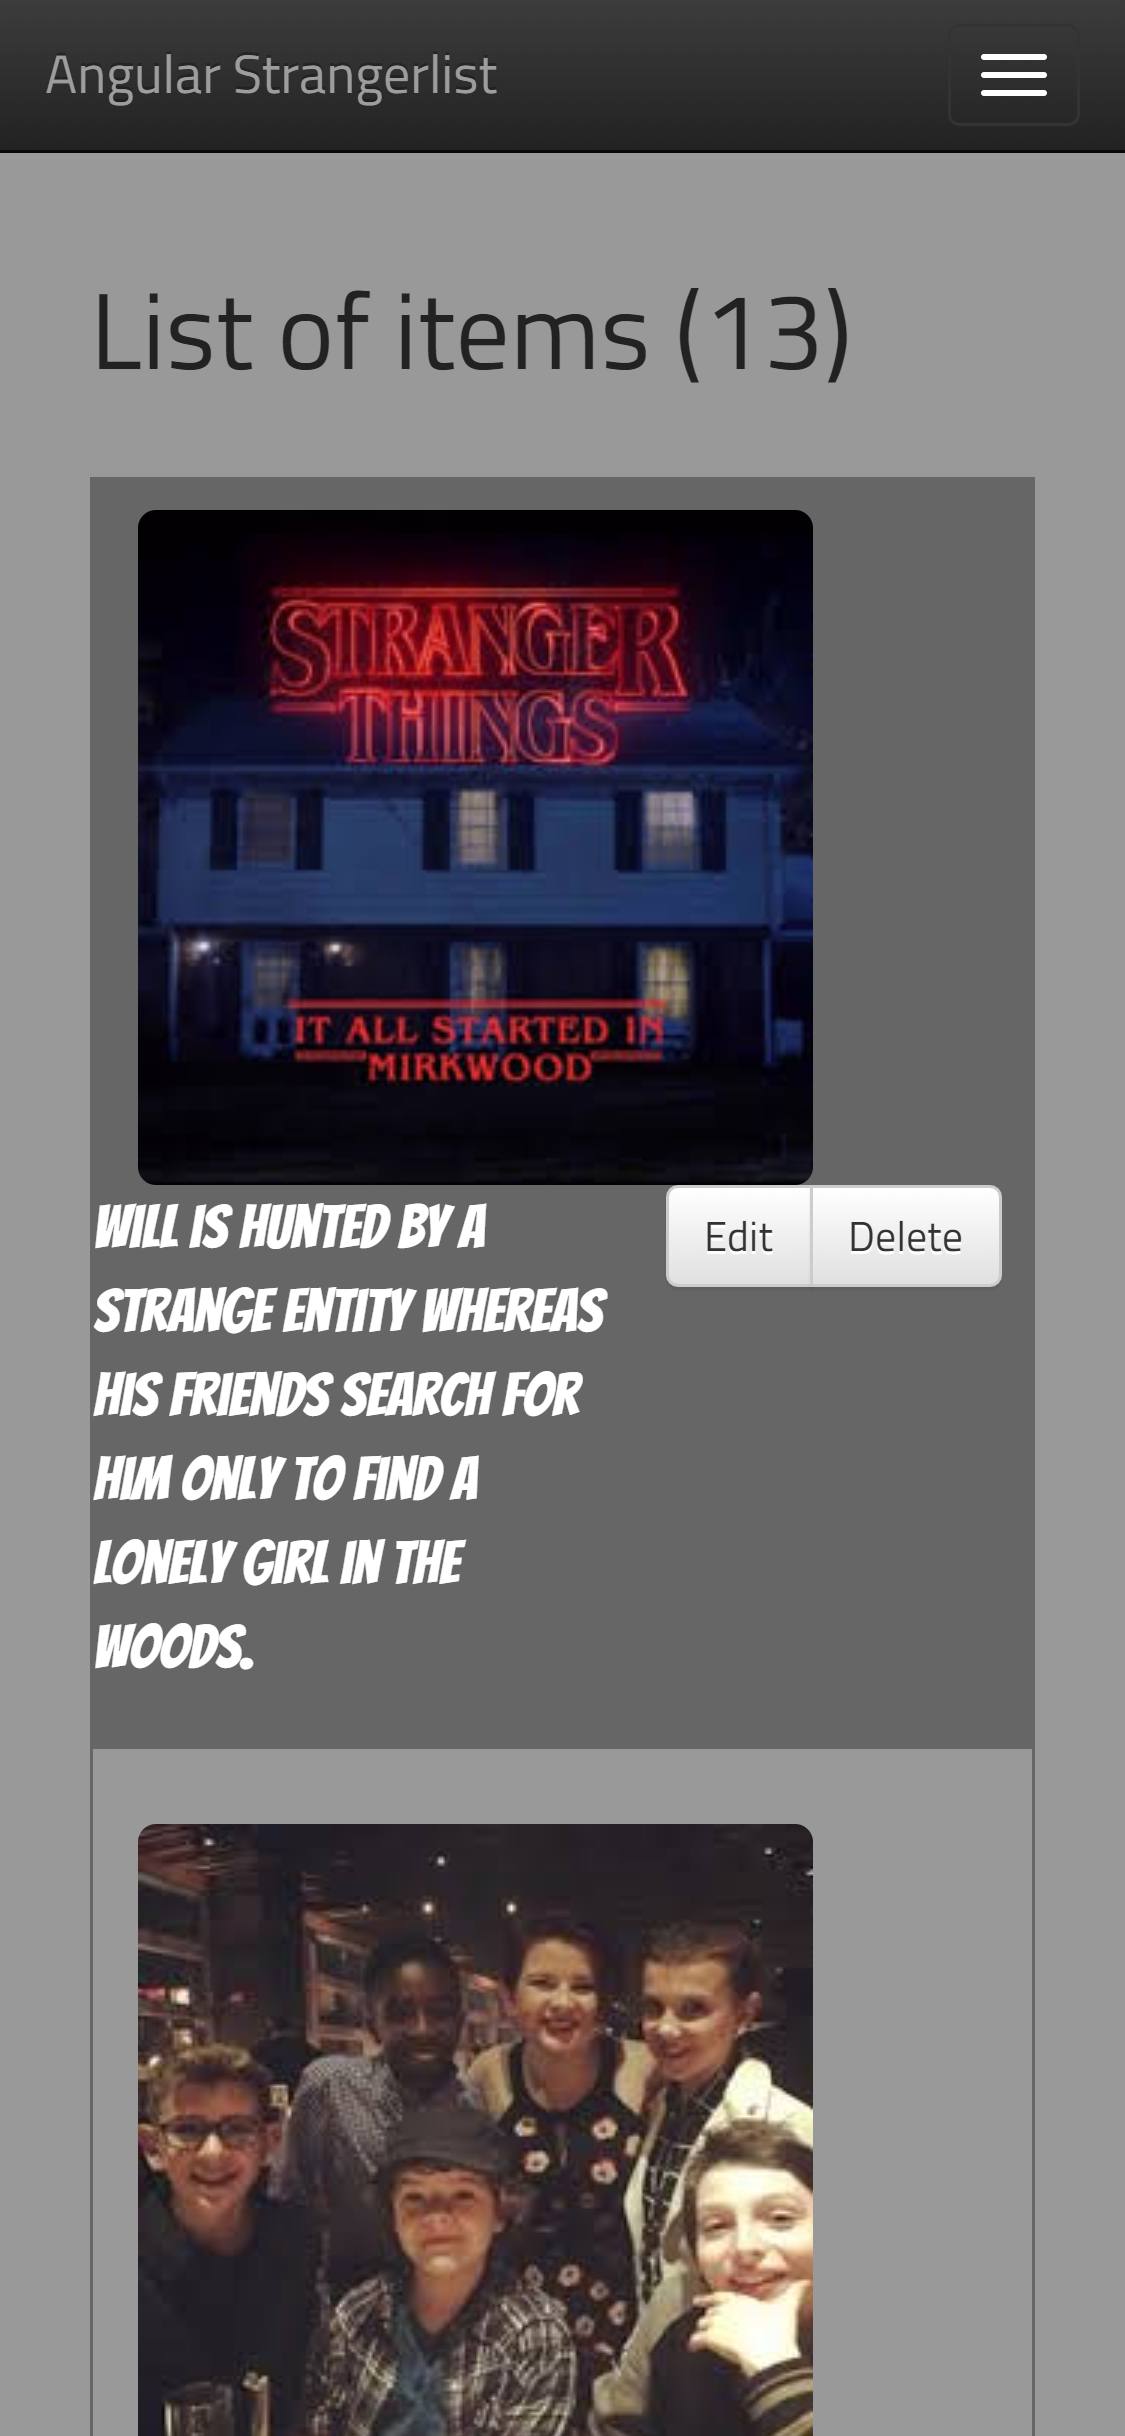 Angular Strangerlist
List of items (13)
STRANGER
THINGS
IT ALL STARTED IN
MIRKWOOD
WILL IS HUNTED BY A
STRANGE ENTITY WHEREAS
HIS FRIENDS SEARCH FOR
HIM ONLY TO FIND A
LONELY GIRL IN THE
WOODS.
Edit
Delete